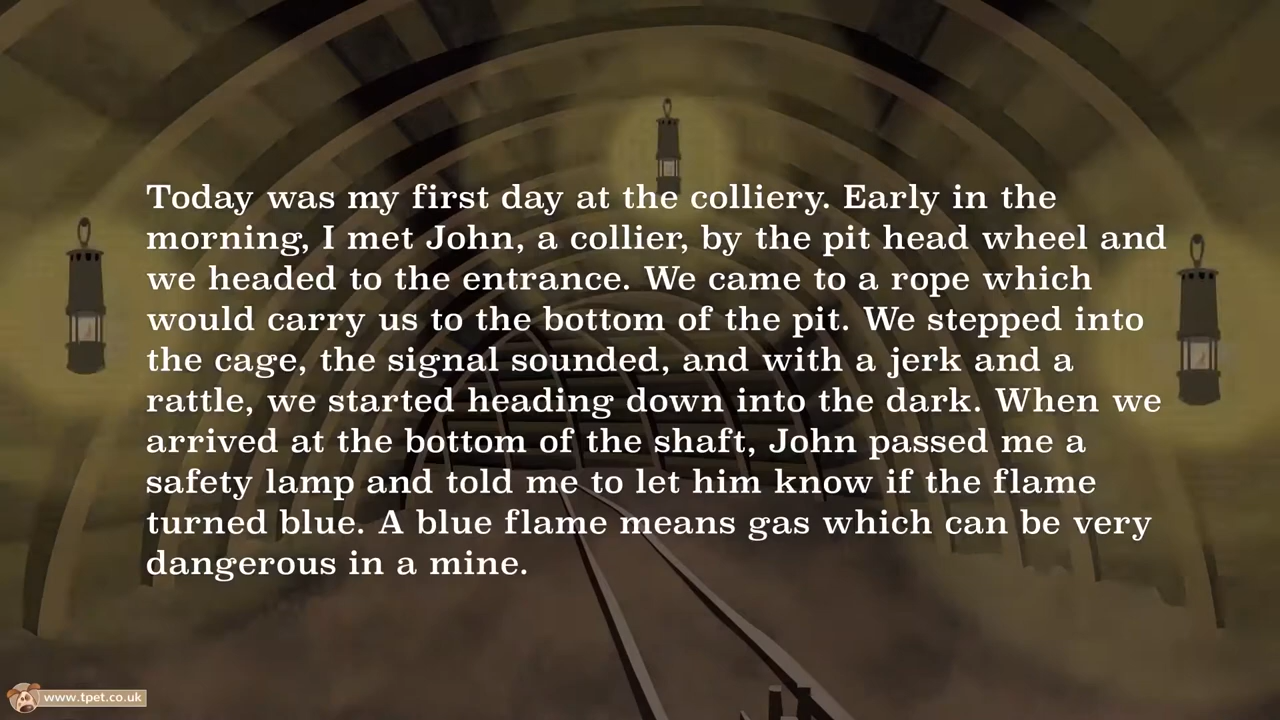 Today was my first day at the colliery. Early in the
morning, I met John, a collier, by the pit head wheel and
we headed to the entrance. We came to a rope which
would carry us to the bottom of the pit. We stepped into
the cage, the signal sounded, and with a jerk and a
rattle, we started heading down into the dark. When we
arrived at the bottom of the shaft, John passed me a
safety lamp and told me to let him know if the flame
turned blue. A blue flame means gas which can be very
dangerous in a mine.
www.tpet.co.uk